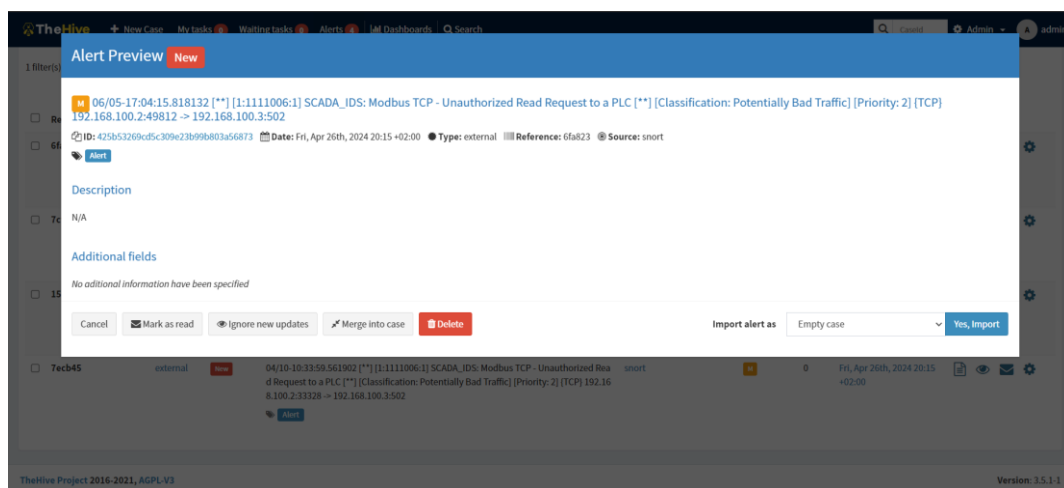 TheHive + New Case My tasks 0 Waiting tasks 0 Alerts 4 Dashboards Search CaseId Admin A admin
1 filter(s)
Alert Preview New
M 06/05-17:04:15.818132 [**] [1:1111006:1] SCADA_IDS: Modbus TCP - Unauthorized Read Request to a PLC [**] [Classification: Potentially Bad Traffic] [Priority: 2] {TCP}
192.168.100.2:49812 -> 192.168.100.3:502
ID: 425b53269cd5c309e23b99b803a56873 Date: Fri, Apr 26th, 2024 20:15 +02:00 Type: external Reference: 6fa823 Source: snort
Alert
Description
N/A
Additional fields
No aditional information have been specified
Cancel Mark as read Ignore new updates Merge into case Delete Import alert as Empty case Yes, Import
7ecb45 external New 04/10-10:33:59.561902 [**] [1:1111006:1] SCADA_IDS: Modbus TCP - Unauthorized Rea snort M 0 Fri, Apr 26th, 2024 20:15
d Request to a PLC [**] [Classification: Potentially Bad Traffic] [Priority: 2] {TCP} 192.16 +02:00
8.100.2:33328 -> 192.168.100.3:502
Alert
TheHive Project 2016-2021, AGPL-V3 Version: 3.5.1-1